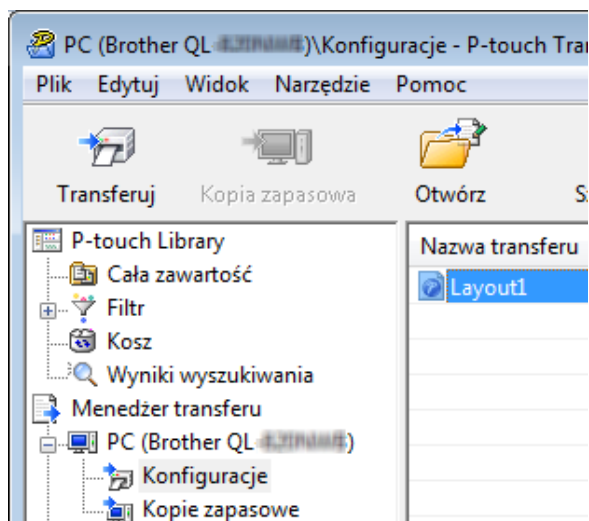 PC (Brother QL- )\Konfiguracje - P-touch Tra
Plik Edytuj Widok Narzędzie Pomoc
Transferuj Kopia zapasowa Otwórz
P-touch Library Nazwa transferu
Cała zawartość Layout1
Filtr
Kosz
Wyniki wyszukiwania
Menedżer transferu
PC (Brother QL- )
Konfiguracje
Kopie zapasowe